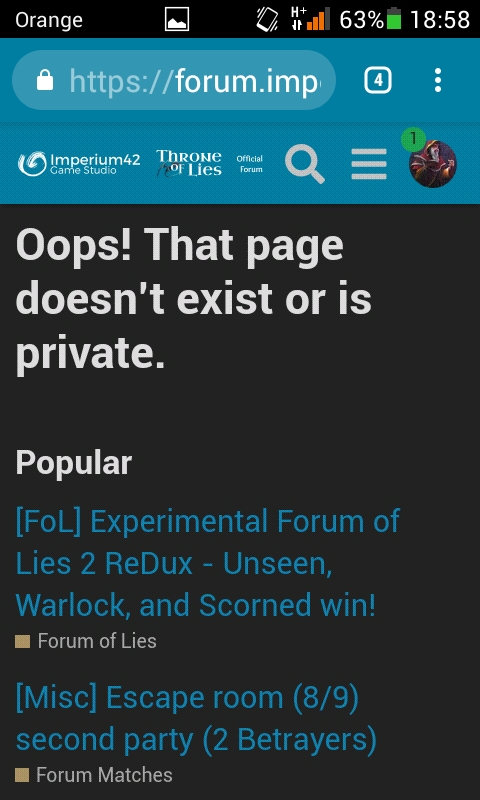 Orange H+ 63% 18:58
https://forum.imp 4
Imperium42 Game Studio THRONE OF LIES Official Forum 1
Oops! That page
doesn't exist or is
private.
Popular
[FoL] Experimental Forum of
Lies 2 ReDux - Unseen,
Warlock, and Scorned win!
Forum of Lies
[Misc] Escape room (8/9)
second party (2 Betrayers)
Forum Matches